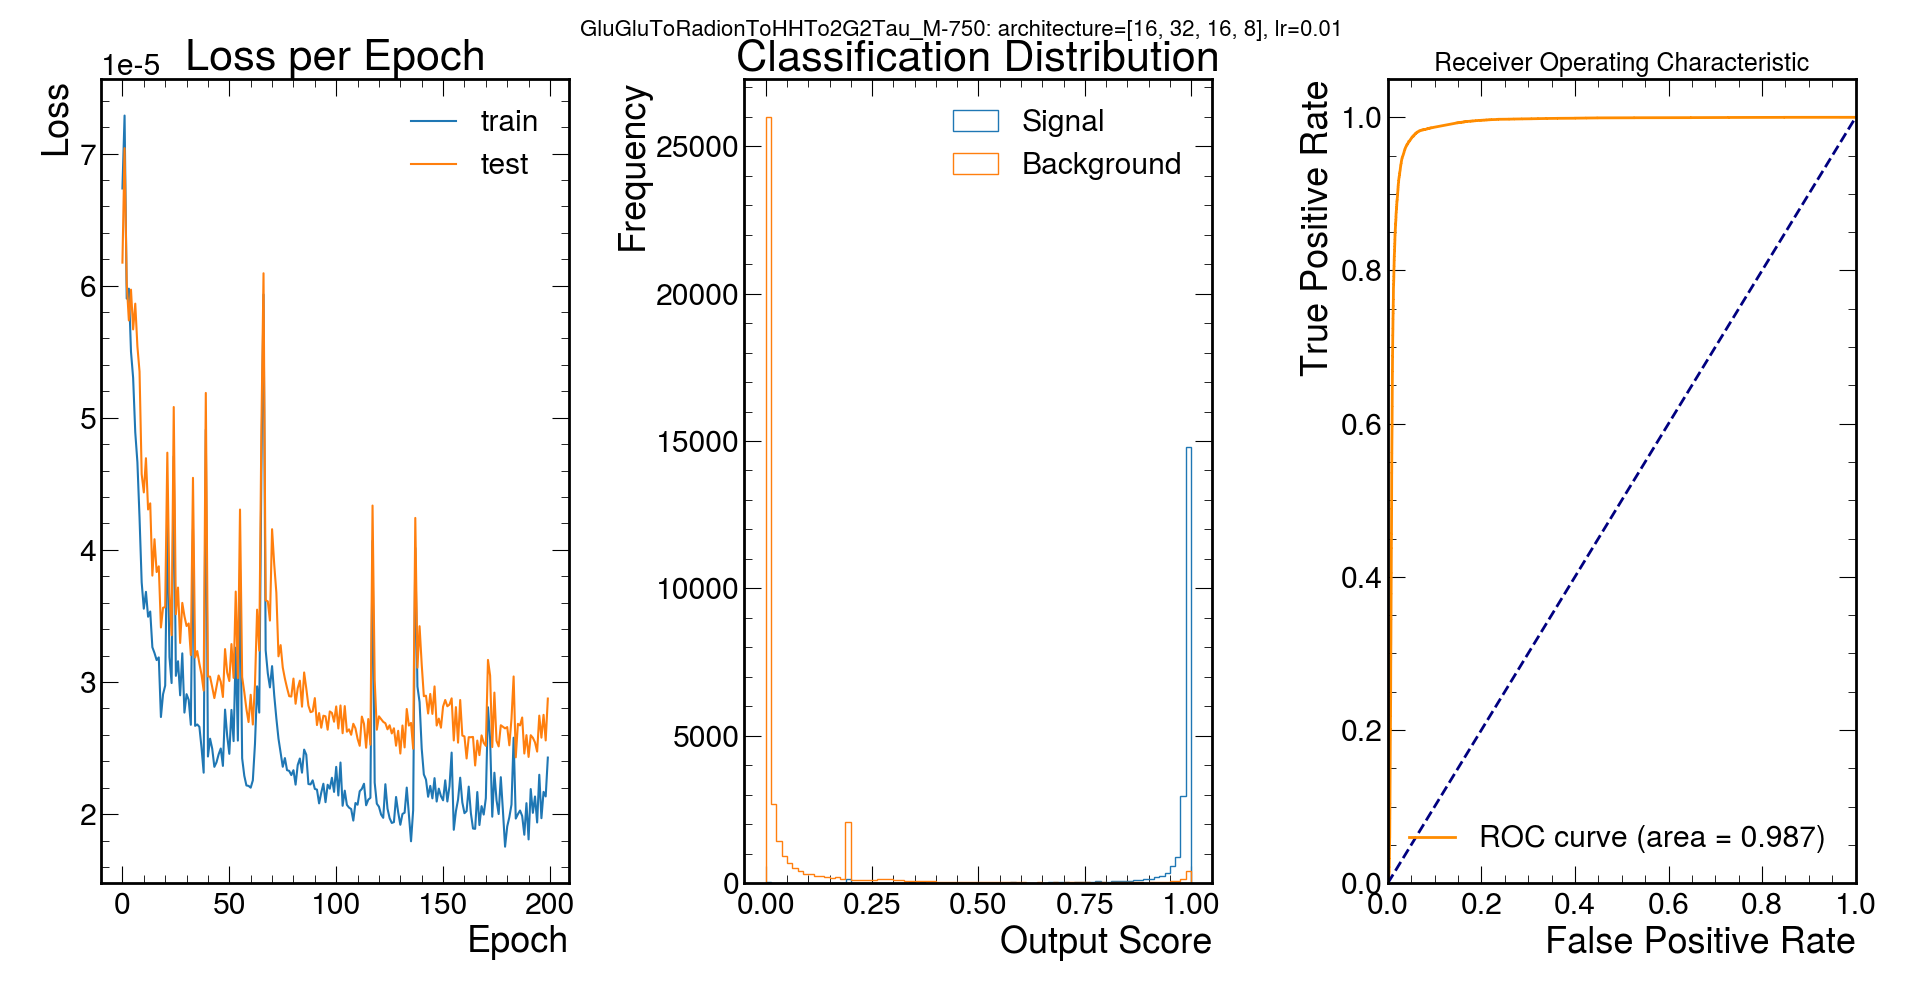 GluGluToRadionToHHTo2G2Tau_M-750: architecture=[16, 32, 16, 8], lr=0.01
Loss per Epoch
1e-5
Loss
train
test
7
6
5
4
3
2
0 50 100 150 200
Epoch
Classification Distribution
Frequency
Signal
Background
25000
20000
15000
10000
5000
0
0.00 0.25 0.50 0.75 1.00
Output Score
Receiver Operating Characteristic
True Positive Rate
1.0
0.8
0.6
0.4
0.2
0.0
ROC curve (area = 0.987)
0.0 0.2 0.4 0.6 0.8 1.0
False Positive Rate